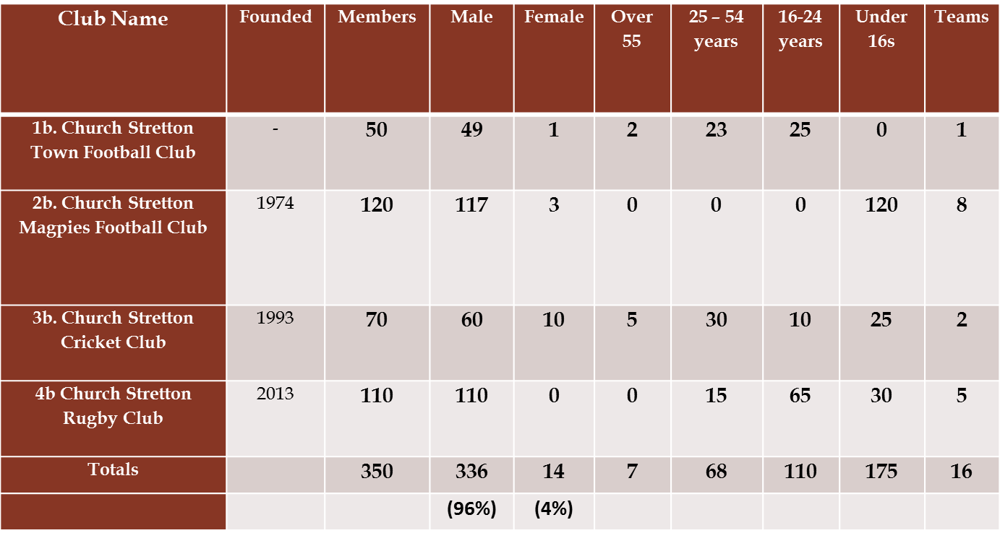 Club Name Founded Members Male Female Over 55 25 – 54 years 16-24 years Under 16s Teams
1b. Church Stretton Town Football Club - 50 49 1 2 23 25 0 1
2b. Church Stretton Magpies Football Club 1974 120 117 3 0 0 0 120 8
3b. Church Stretton Cricket Club 1993 70 60 10 5 30 10 25 2
4b Church Stretton Rugby Club 2013 110 110 0 0 15 65 30 5
Totals 350 336 14 7 68 110 175 16
(96%) (4%)